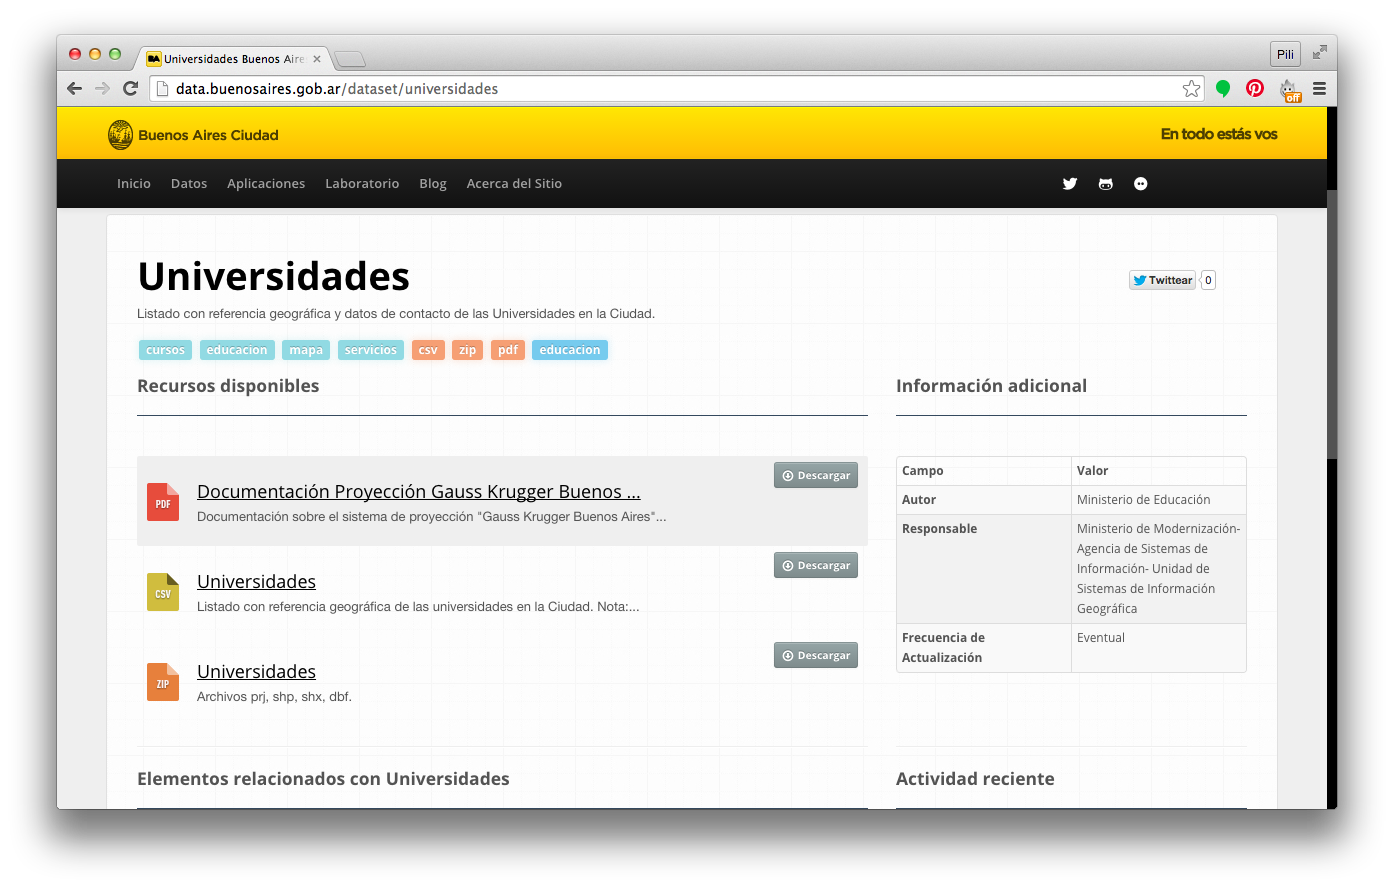 Universidades Buenos Aire
Pili
data.buenosaires.gob.ar/dataset/universidades
off
Buenos Aires Ciudad
En todo estás vos
Inicio Datos Aplicaciones Laboratorio Blog Acerca del Sitio
Universidades
Twittear 0
Listado con referencia geográfica y datos de contacto de las Universidades en la Ciudad.
cursos educacion mapa servicios csv zip pdf educacion
Recursos disponibles
Descargar
PDF
Documentación Proyección Gauss Krugger Buenos ...
Documentación sobre el sistema de proyección "Gauss Krugger Buenos Aires"...
Descargar
CSV
Universidades
Listado con referencia geográfica de las universidades en la Ciudad. Nota:...
Descargar
ZIP
Universidades
Archivos prj, shp, shx, dbf.
Información adicional
Campo Valor
Autor Ministerio de Educación
Responsable Ministerio de Modernización-
Agencia de Sistemas de
Información- Unidad de
Sistemas de Información
Geográfica
Frecuencia de Eventual
Actualización
Elementos relacionados con Universidades
Actividad reciente